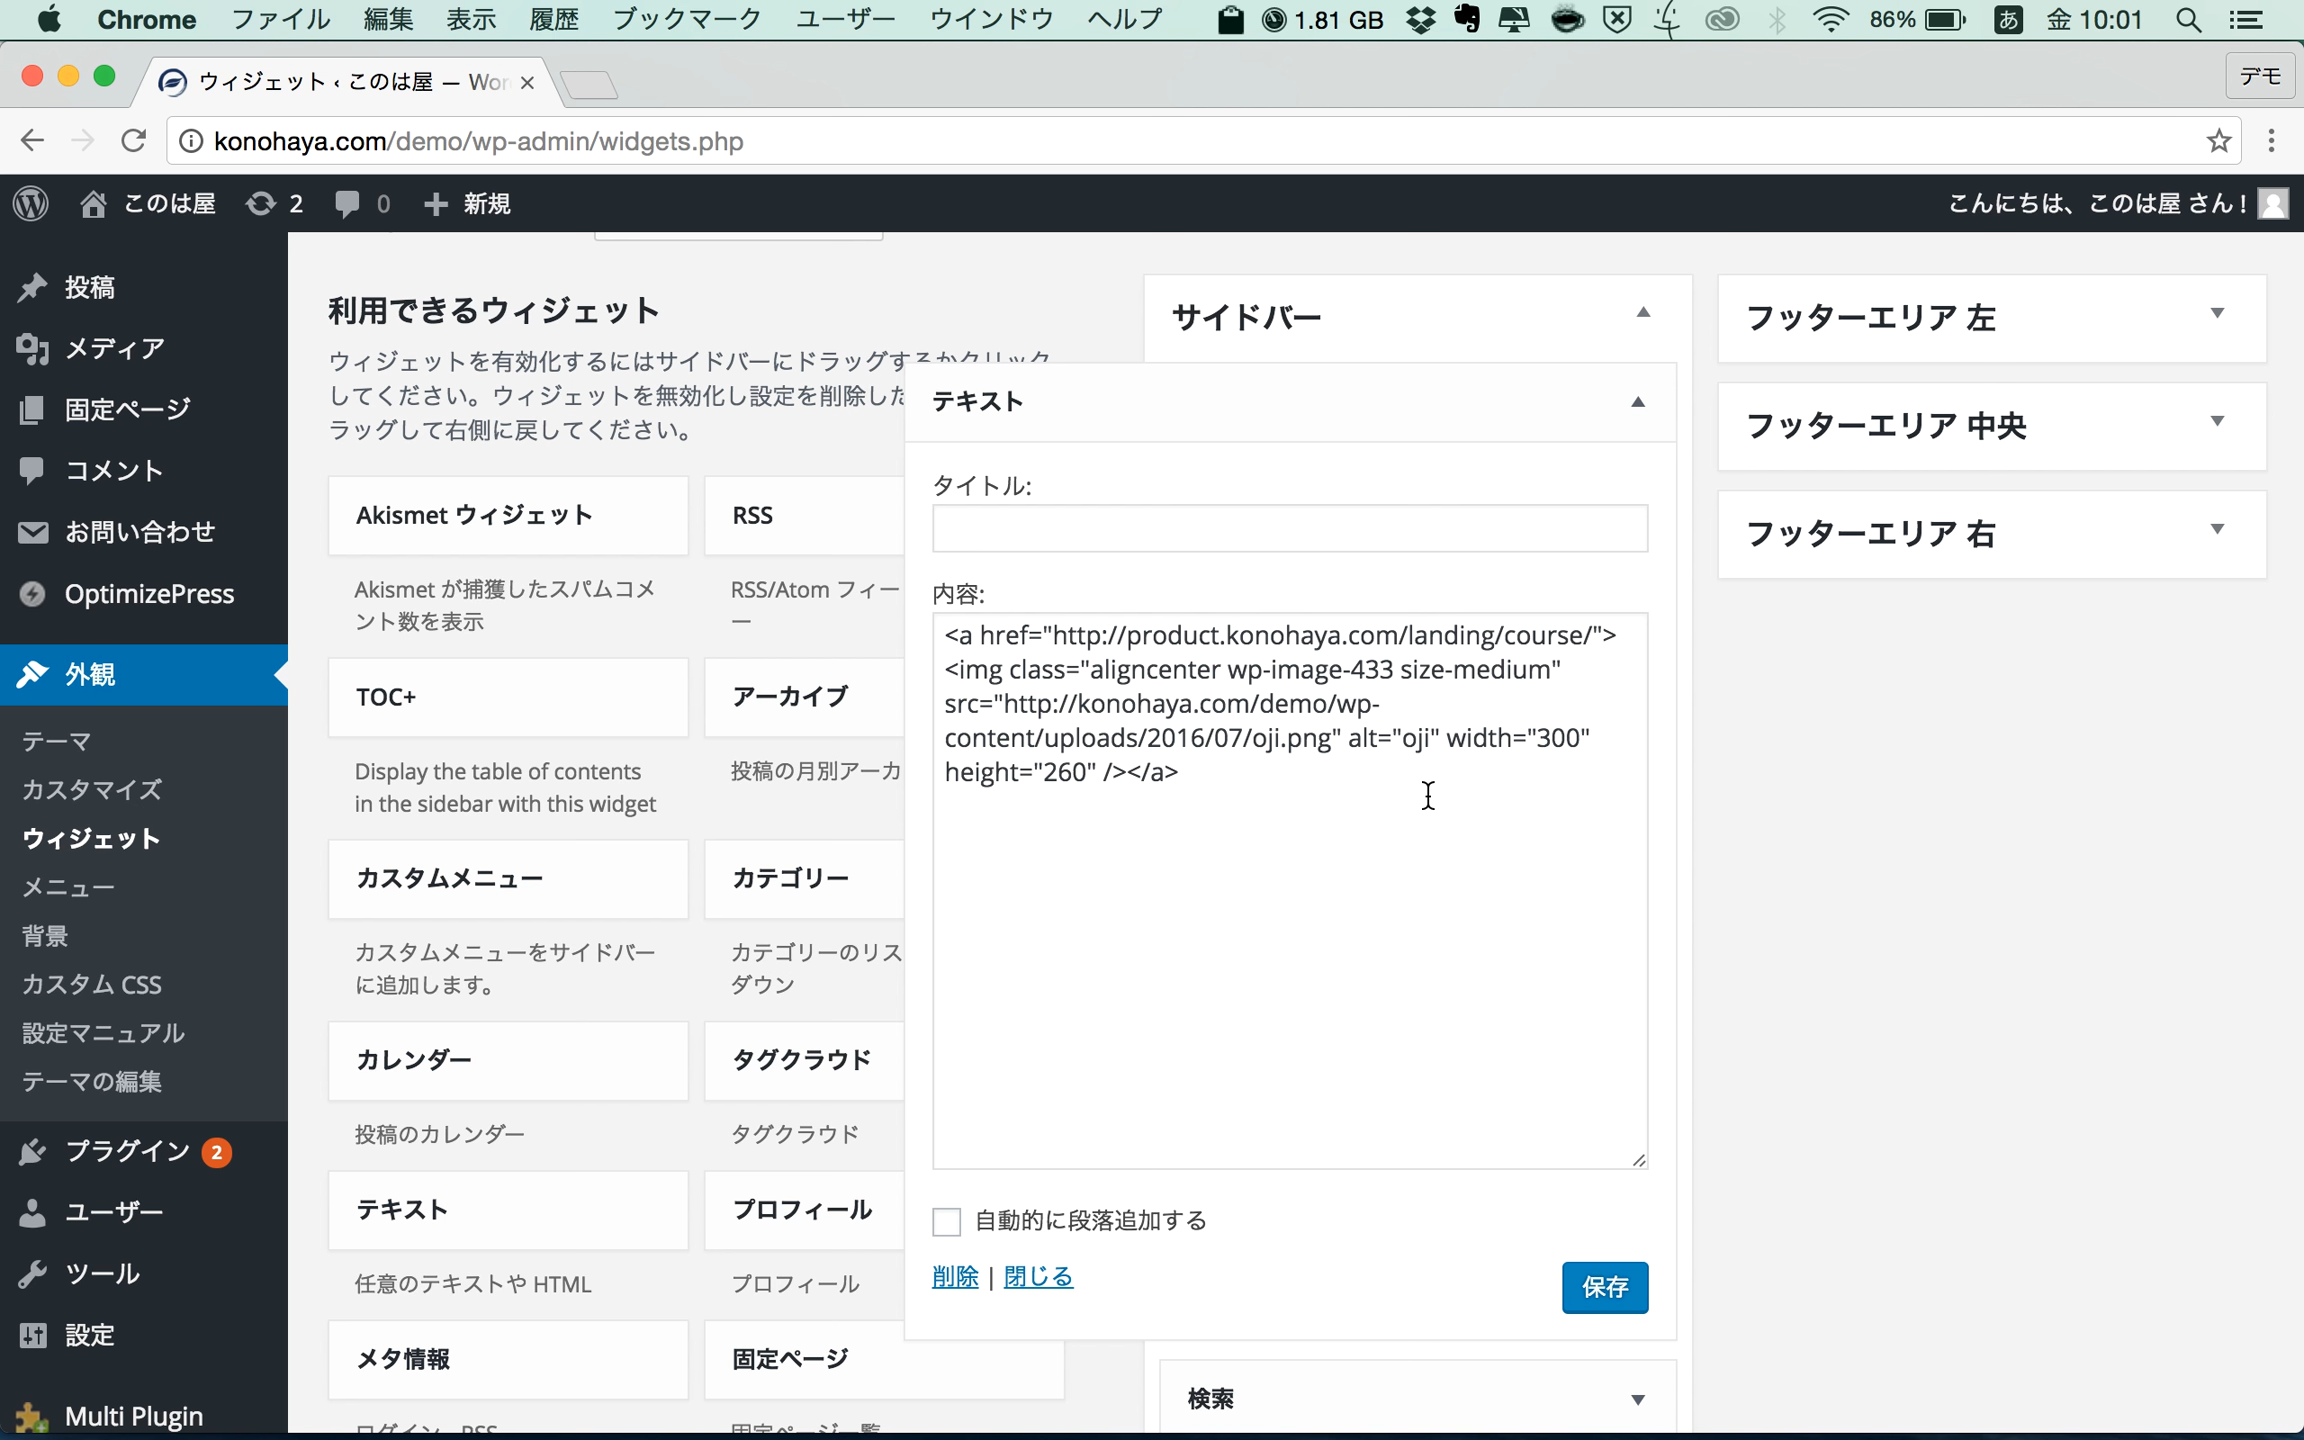 Chrome ファイル 編集 表示 履歴 ブックマーク ユーザー ウインドウ ヘルプ 1.81 GB 86% あ 金 10:01
ウィジェット ‹ このは屋 — Wor
デモ
konohaya.com/demo/wp-admin/widgets.php
このは屋 2 0 新規
こんにちは、このは屋 さん !
投稿
メディア
固定ページ
コメント
お問い合わせ
OptimizePress
外観
テーマ
カスタマイズ
ウィジェット
メニュー
背景
カスタム CSS
設定マニュアル
テーマの編集
プラグイン 2
ユーザー
ツール
設定
Multi Plugin
利用できるウィジェット
ウィジェットを有効化するにはサイドバーにドラッグするかクリック
してください。ウィジェットを無効化し設定を削除した
ラッグして右側に戻してください。
Akismet ウィジェット
Akismet が捕獲したスパムコメ
ント数を表示
RSS
RSS/Atom フィー
ー
TOC+
Display the table of contents
in the sidebar with this widget
アーカイブ
投稿の月別アーカ
カスタムメニュー
カスタムメニューをサイドバー
に追加します。
カテゴリー
カテゴリーのリス
ダウン
カレンダー
投稿のカレンダー
タグクラウド
タグクラウド
テキスト
任意のテキストや HTML
プロフィール
プロフィール
メタ情報
固定ページ
サイドバー
テキスト
タイトル:
内容:
<a href="http://product.konohaya.com/landing/course/">
<img class="aligncenter wp-image-433 size-medium"
src="http://konohaya.com/demo/wp-
content/uploads/2016/07/oji.png" alt="oji" width="300"
height="260" /></a>
自動的に段落追加する
削除 | 閉じる
保存
検索
フッターエリア 左
フッターエリア 中央
フッターエリア 右